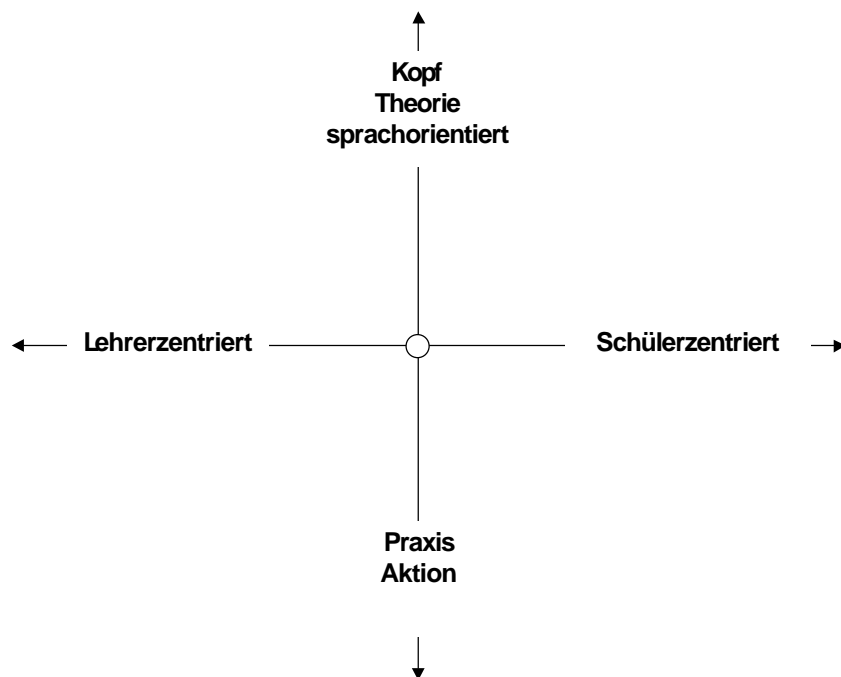 Kopf
Theorie
sprachorientiert
Lehrerzentriert
Schülerzentriert
Praxis
Aktion